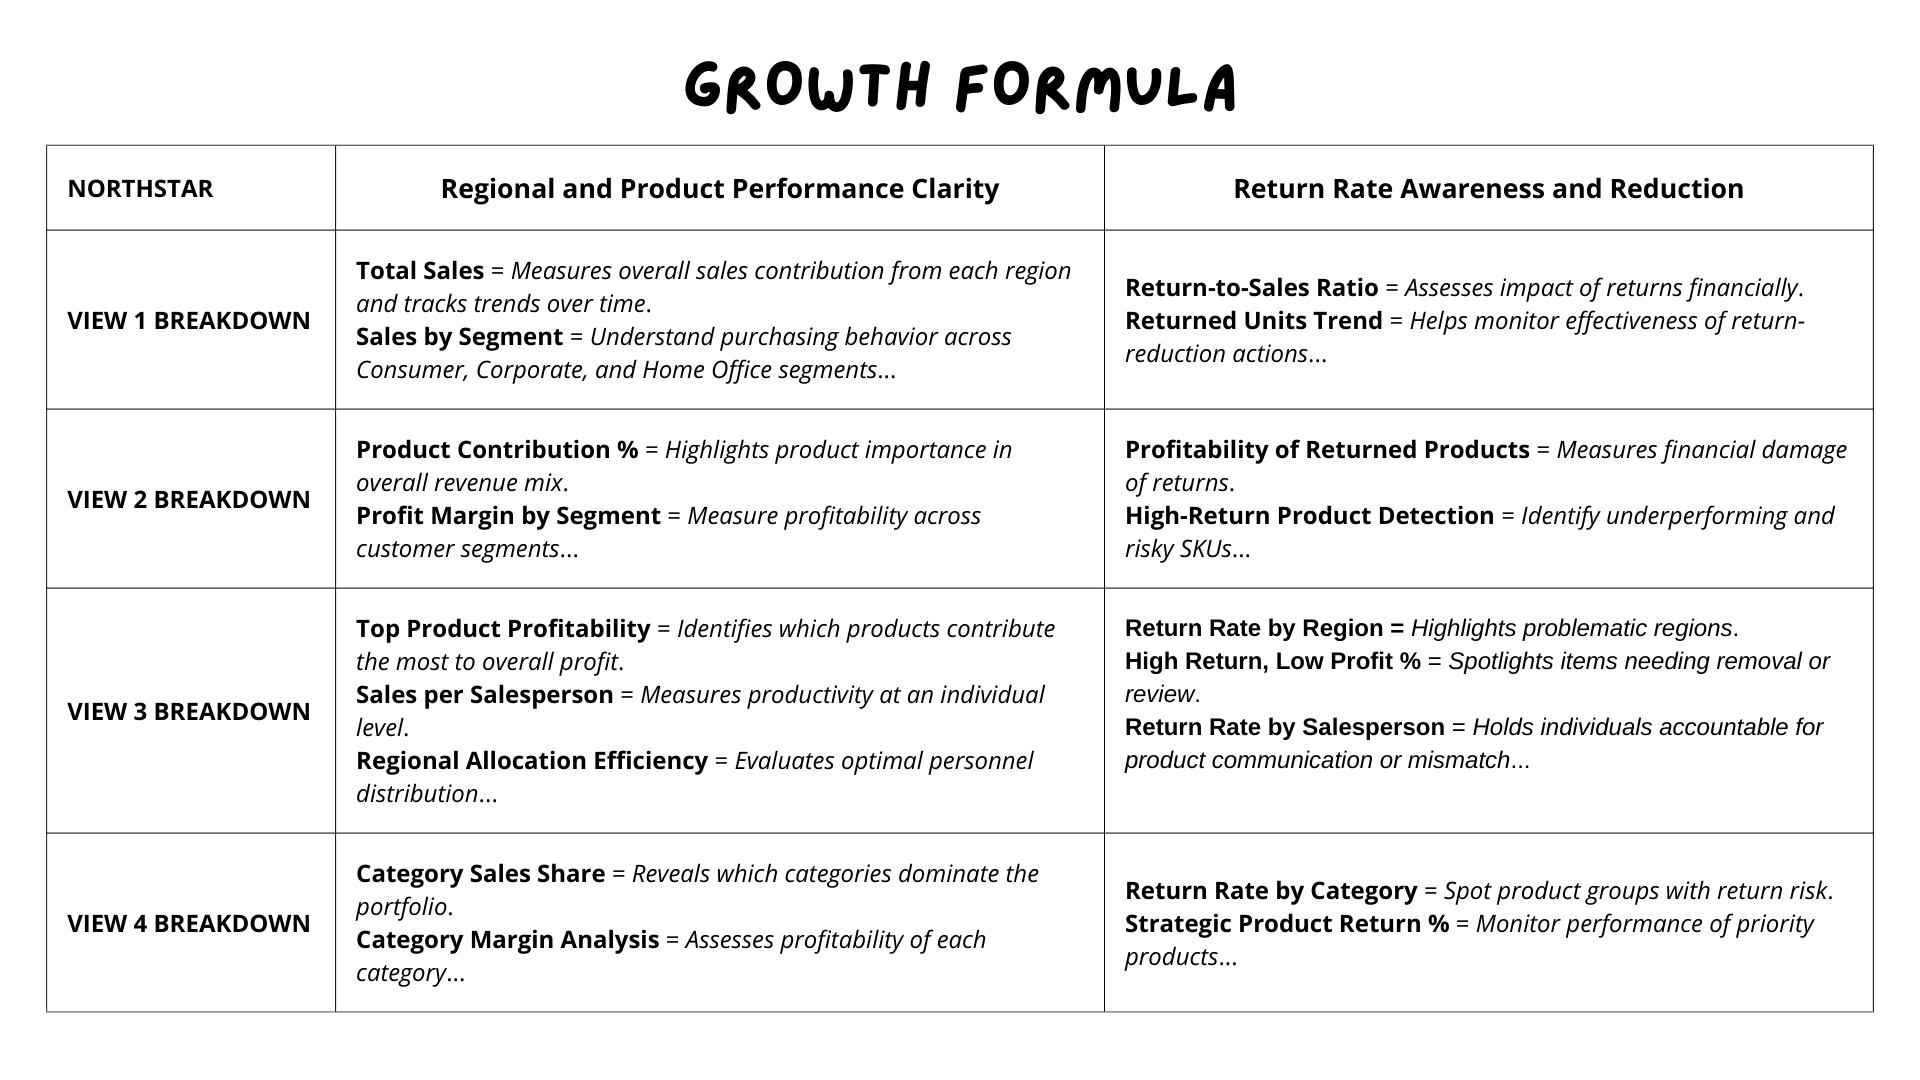 GROWTH FORMULA
NORTHSTAR
Regional and Product Performance Clarity
Return Rate Awareness and Reduction
VIEW 1 BREAKDOWN
Total Sales = Measures overall sales contribution from each region
and tracks trends over time.
Sales by Segment = Understand purchasing behavior across
Consumer, Corporate, and Home Office segments...
Return-to-Sales Ratio = Assesses impact of returns financially.
Returned Units Trend = Helps monitor effectiveness of return-
reduction actions...
VIEW 2 BREAKDOWN
Product Contribution % = Highlights product importance in
overall revenue mix.
Profit Margin by Segment = Measure profitability across
customer segments...
Profitability of Returned Products = Measures financial damage
of returns.
High-Return Product Detection = Identify underperforming and
risky SKUs...
VIEW 3 BREAKDOWN
Top Product Profitability = Identifies which products contribute
the most to overall profit.
Sales per Salesperson = Measures productivity at an individual
level.
Regional Allocation Efficiency = Evaluates optimal personnel
distribution...
Return Rate by Region = Highlights problematic regions.
High Return, Low Profit % = Spotlights items needing removal or
review.
Return Rate by Salesperson = Holds individuals accountable for
product communication or mismatch...
VIEW 4 BREAKDOWN
Category Sales Share = Reveals which categories dominate the
portfolio.
Category Margin Analysis = Assesses profitability of each
category...
Return Rate by Category = Spot product groups with return risk.
Strategic Product Return % = Monitor performance of priority
products...